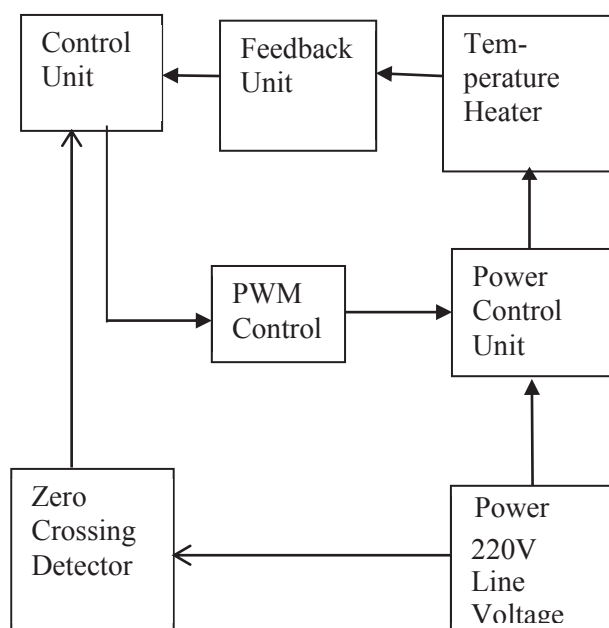 Control
Unit
Feedback
Unit
Tem-
perature
Heater
PWM
Control
Power
Control
Unit
Zero
Crossing
Detector
Power
220V
Line
Voltage